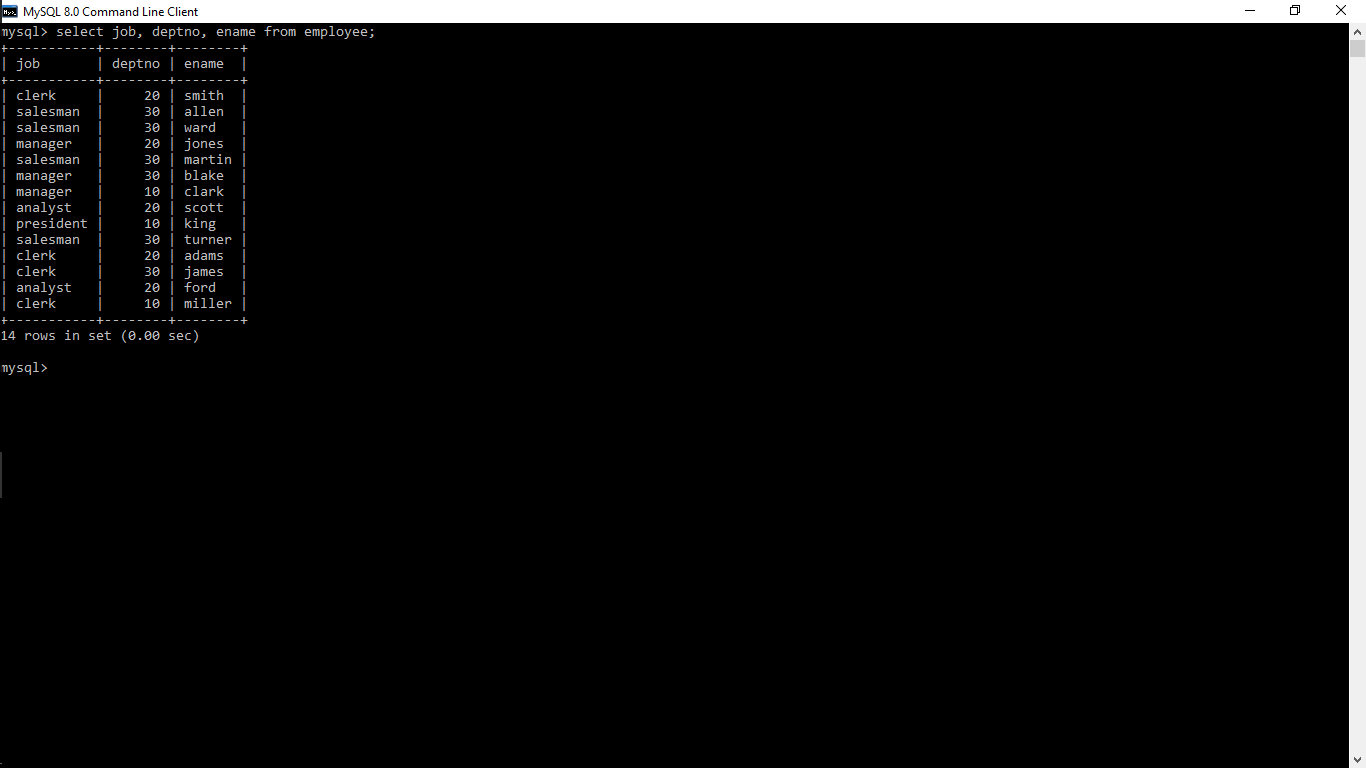 MySQL 8.0 Command Line Client
mysql> select job, deptno, ename from employee;
+-----------+--------+--------+
| job       | deptno | ename  |
+-----------+--------+--------+
| clerk     |     20 | smith  |
| salesman  |     30 | allen  |
| salesman  |     30 | ward   |
| manager   |     20 | jones  |
| salesman  |     30 | martin |
| manager   |     30 | blake  |
| manager   |     10 | clark  |
| analyst   |     20 | scott  |
| president |     10 | king   |
| salesman  |     30 | turner |
| clerk     |     20 | adams  |
| clerk     |     30 | james  |
| analyst   |     20 | ford   |
| clerk     |     10 | miller |
+-----------+--------+--------+
14 rows in set (0.00 sec)
mysql>